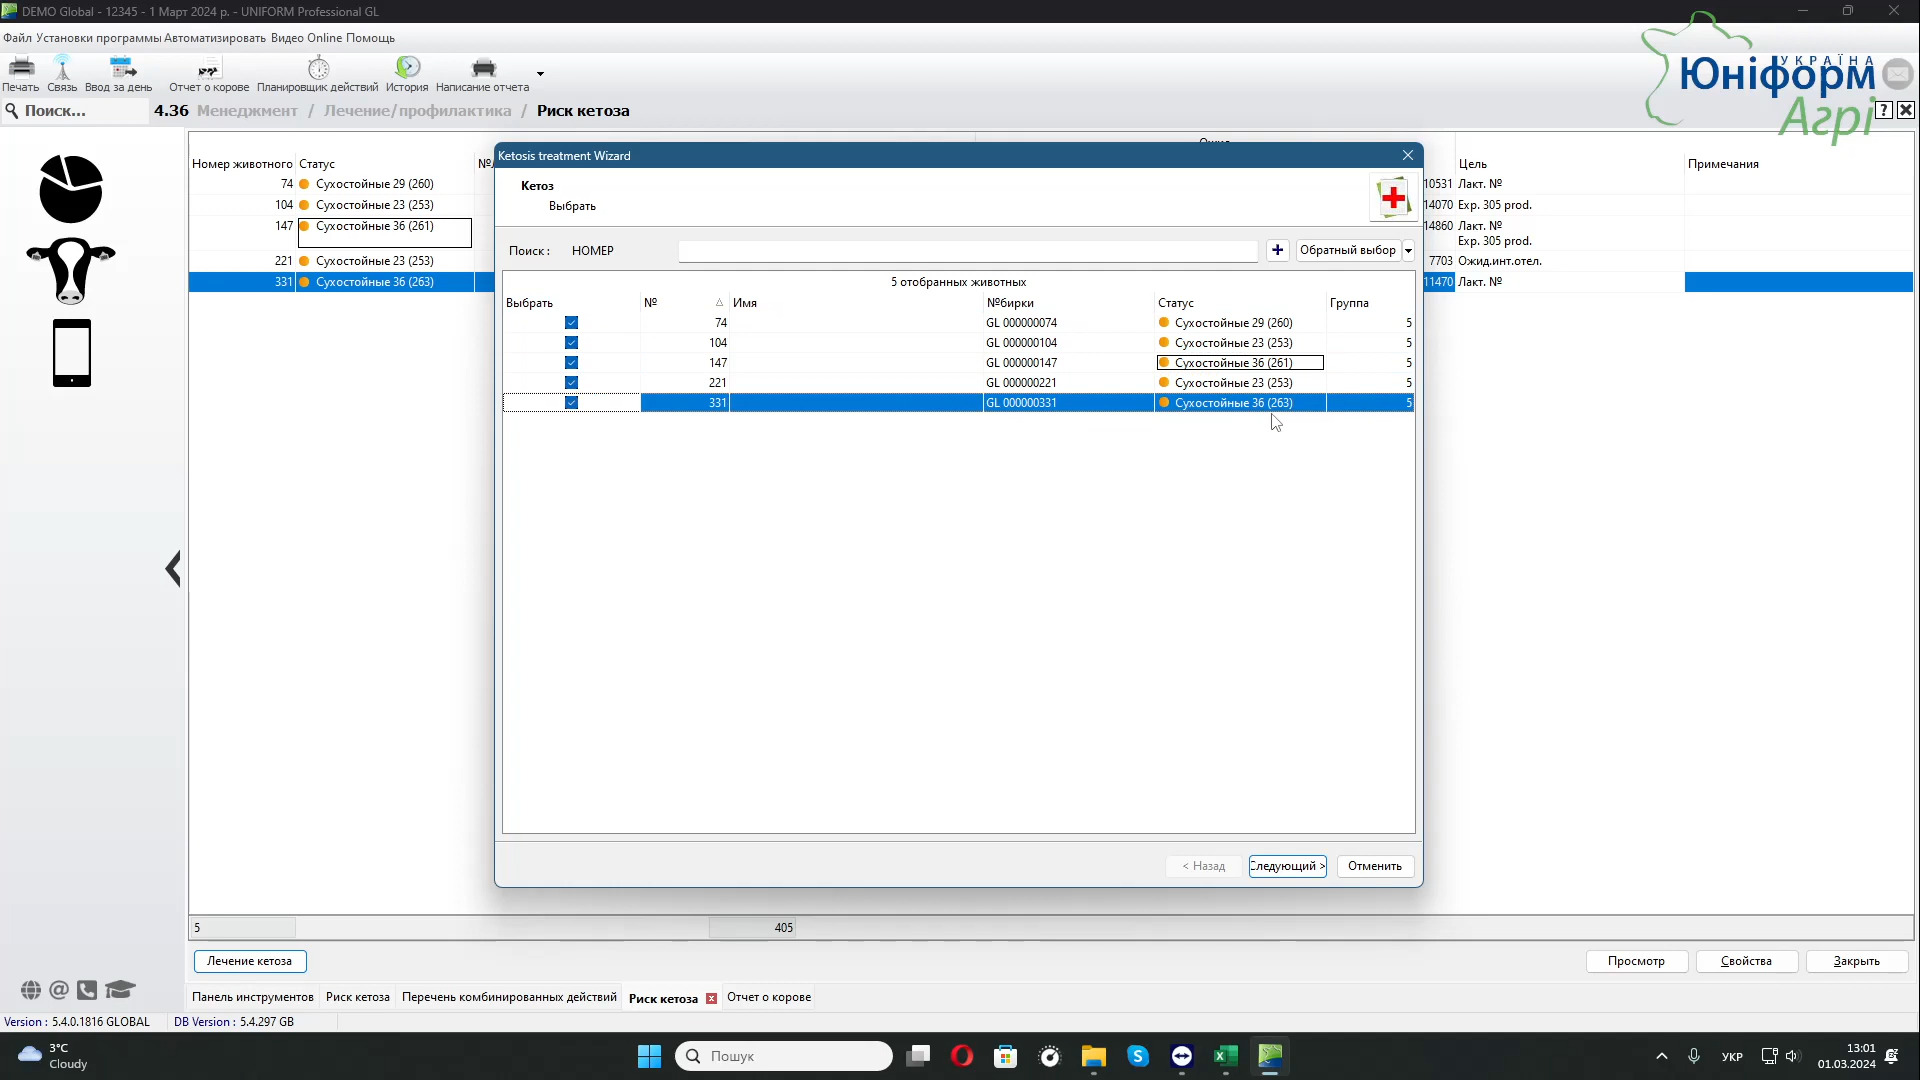 DEMO Global - 12345 - 1 Март 2024 р. - UNIFORM Professional GL
Файл Установки программы Автоматизировать Видео Online Помощь
Печать Связь Ввод за день Отчет о корове Планировщик действий История Написание отчета
УКРАЇНА
Юніформ
Агрі
Поиск... 4.36 Менеджмент / Лечение/профилактика / Риск кетоза
Номер животного Статус Цель Примечания
74 Сухостойные 29 (260) 10531 Лакт. №
104 Сухостойные 23 (253) 14070 Exp. 305 prod.
147 Сухостойные 36 (261) 14860 Лакт. №
Exp. 305 prod.
221 Сухостойные 23 (253) 7703 Ожид.инт.отел.
331 Сухостойные 36 (263) 11470 Лакт. №
Ketosis treatment Wizard
Кетоз
Выбрать
Поиск : НОМЕР + Обратный выбор
5 отобранных животных
Выбрать № Имя №бирки Статус Группа
74 GL 000000074 Сухостойные 29 (260) 5
104 GL 000000104 Сухостойные 23 (253) 5
147 GL 000000147 Сухостойные 36 (261) 5
221 GL 000000221 Сухостойные 23 (253) 5
331 GL 000000331 Сухостойные 36 (263) 5
< Назад Следующий > Отменить
5 405
Лечение кетоза Просмотр Свойства Закрыть
Панель инструментов Риск кетоза Перечень комбинированных действий Риск кетоза Отчет о корове
Version : 5.4.0.1816 GLOBAL DB Version : 5.4.297 GB
3°C
Cloudy
Пошук
УКР
13:01
01.03.2024